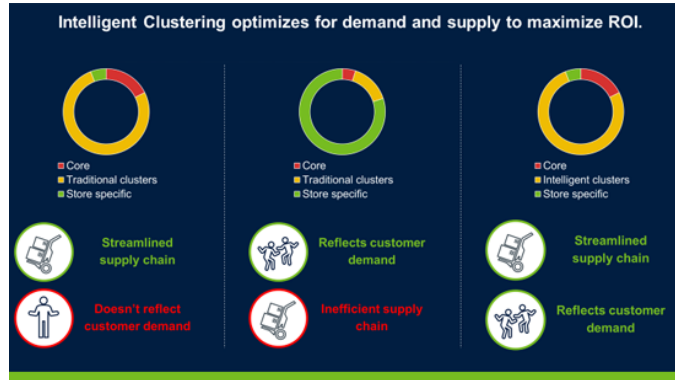 Intelligent Clustering optimizes for demand and supply to maximize ROI.
Core
Traditional clusters
Store specific
Streamlined
supply chain
Doesn't reflect
customer demand
Core
Traditional clusters
Store specific
Reflects customer
demand
Inefficient supply
chain
Core
Intelligent clusters
Store specific
Streamlined
supply chain
Reflects customer
demand